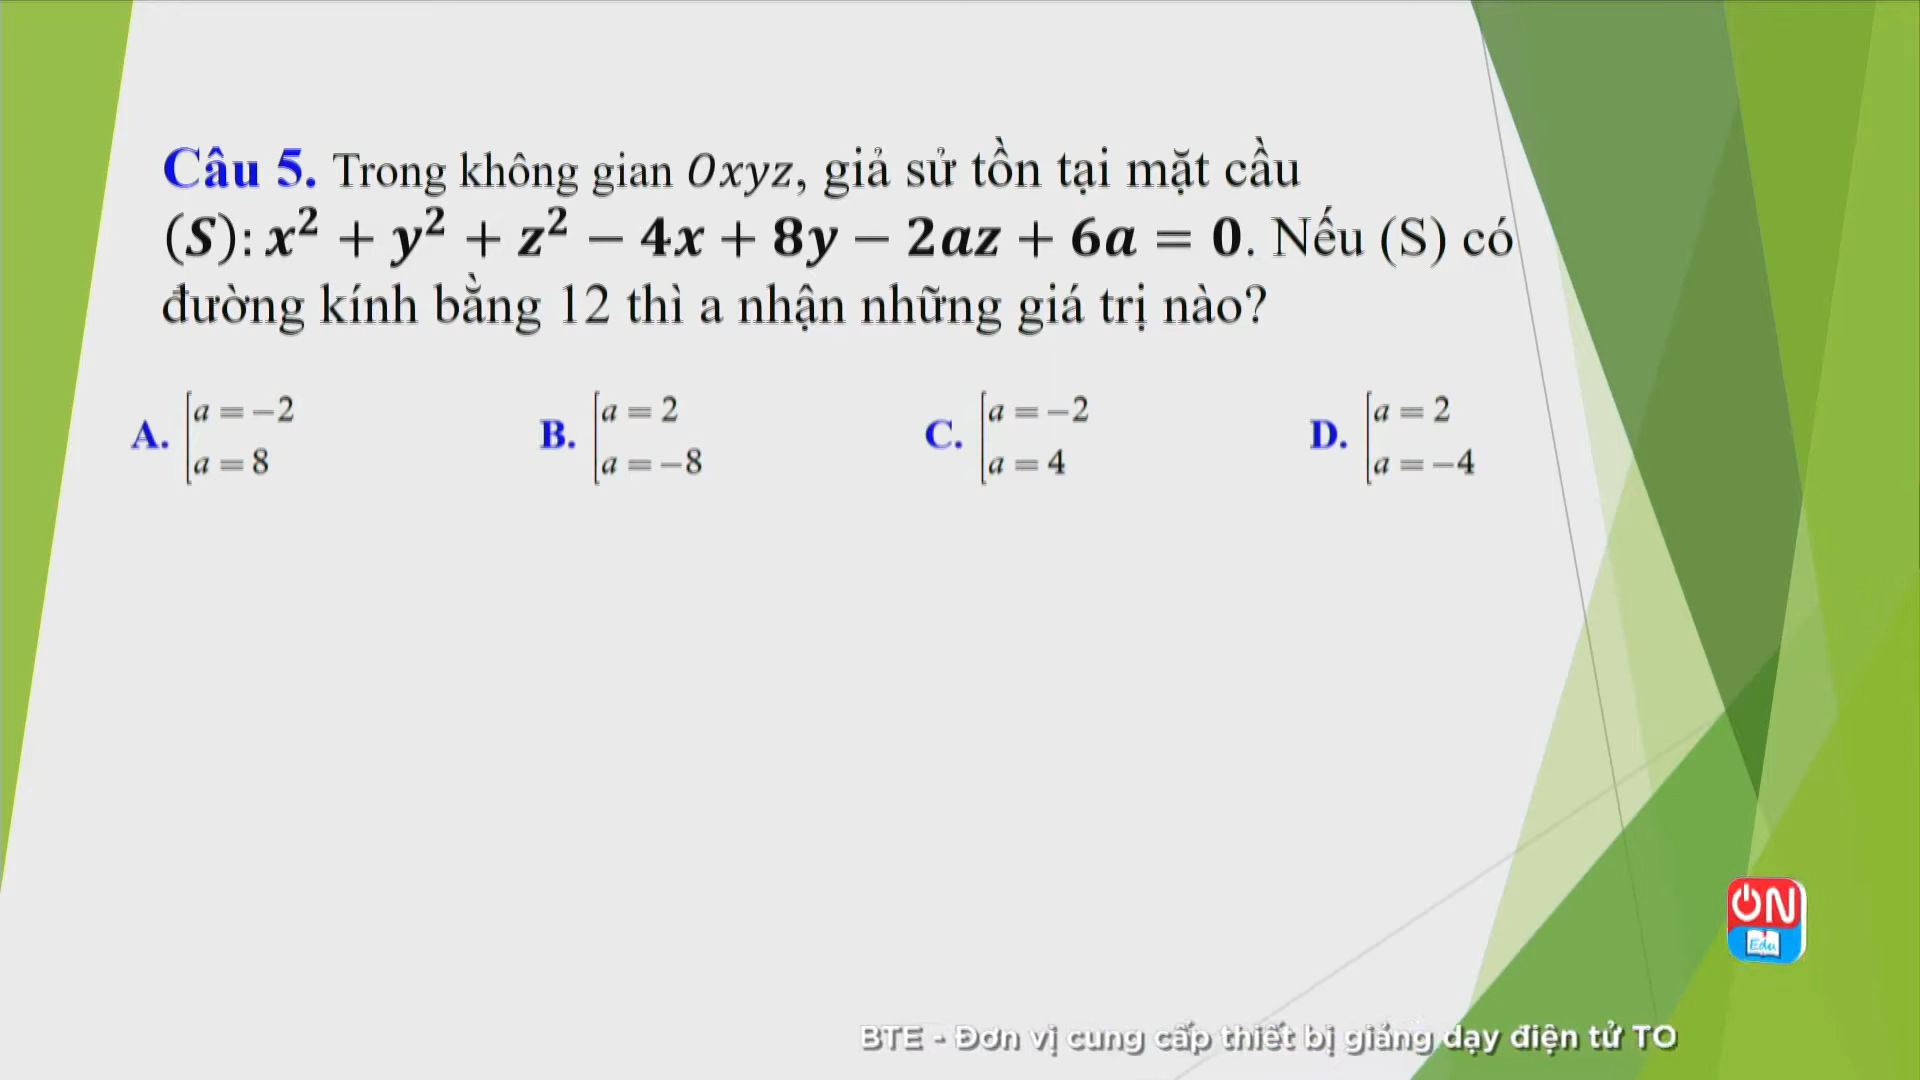 Câu 5. Trong không gian Oxyz, giả sử tồn tại mặt cầu
(S): x² + y² + z² − 4x + 8y − 2az + 6a = 0. Nếu (S) có
đường kính bằng 12 thì a nhận những giá trị nào?
A. [a = −2 B. [a = 2 C. [a = −2 D. [a = 2
a = 8 a = −8 a = 4 a = −4
ON
Edu
BTE - Đơn vị cung cấp thiết bị giảng dạy điện tử TO